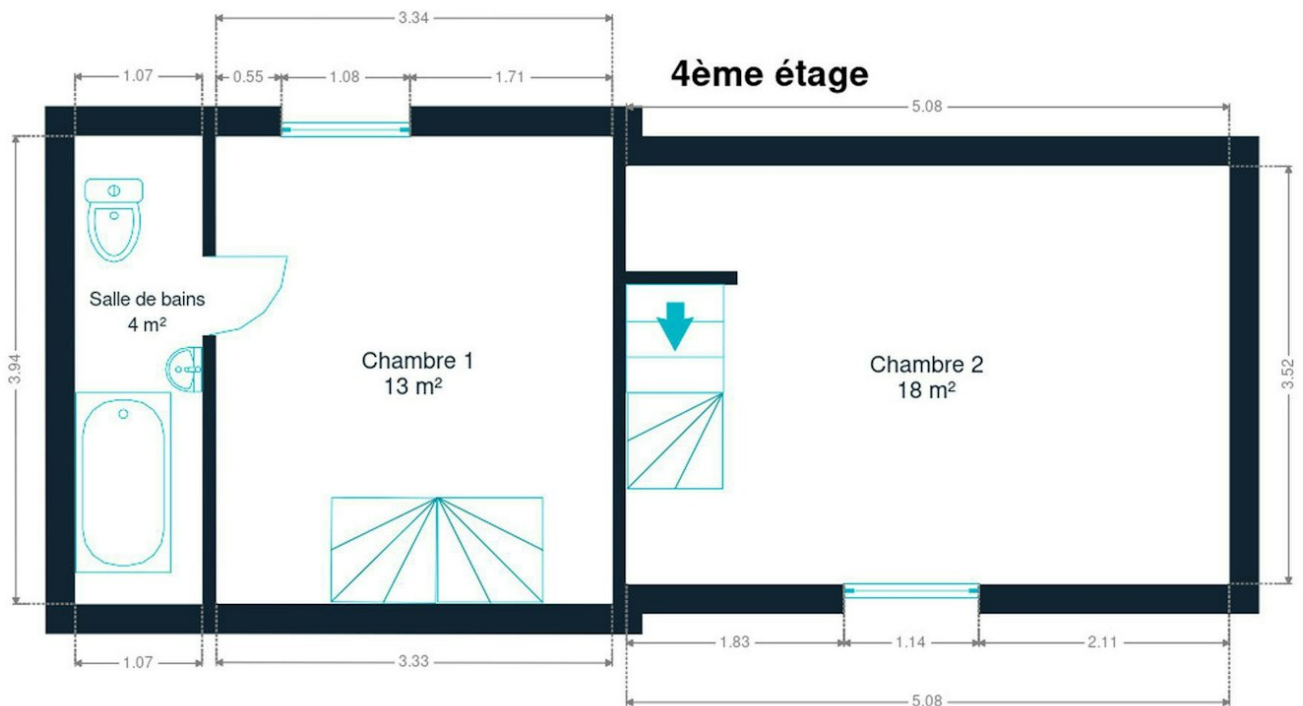 3.34
4ème étage
1.07
0.55
1.08
1.71
5.08
Salle de bains
4 m²
Chambre 1
13 m²
Chambre 2
18 m²
3.94
3.52
1.83
1.14
2.11
1.07
3.33
5.08